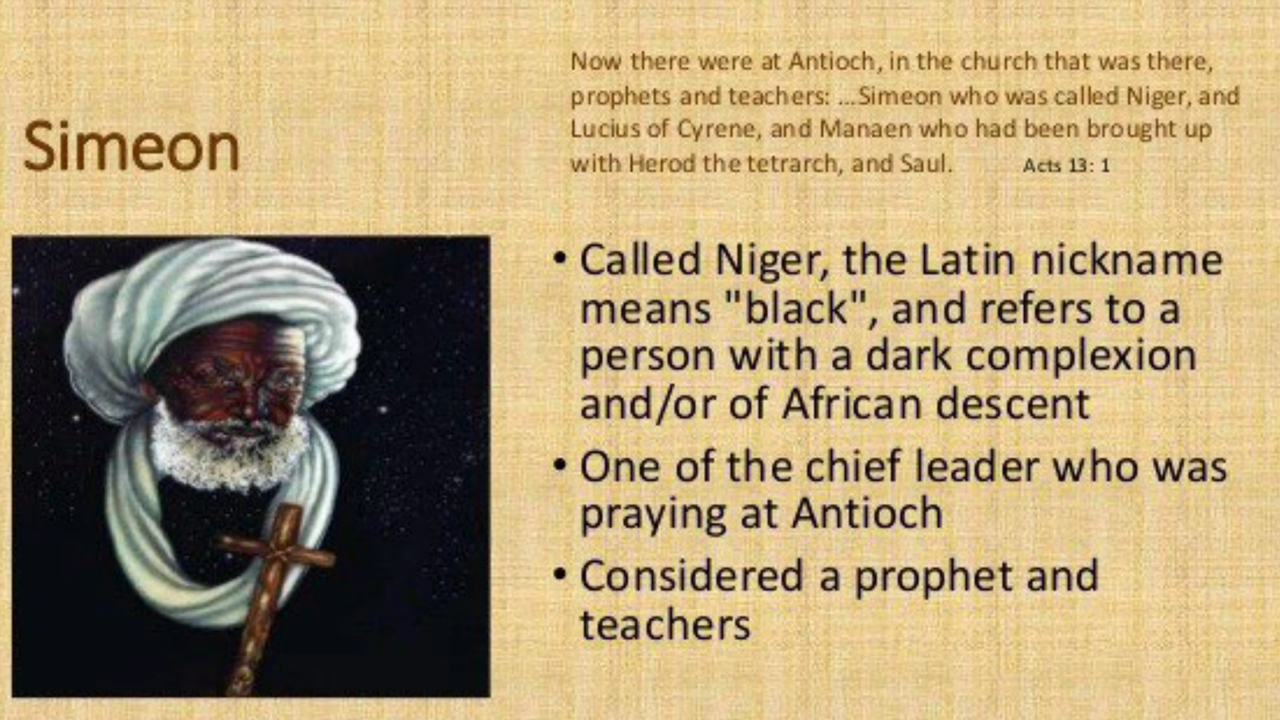 Simeon
Now there were at Antioch, in the church that was there,
prophets and teachers: ...Simeon who was called Niger, and
Lucius of Cyrene, and Manaen who had been brought up
with Herod the tetrarch, and Saul. Acts 13: 1
• Called Niger, the Latin nickname
means "black", and refers to a
person with a dark complexion
and/or of African descent
• One of the chief leader who was
praying at Antioch
• Considered a prophet and
teachers